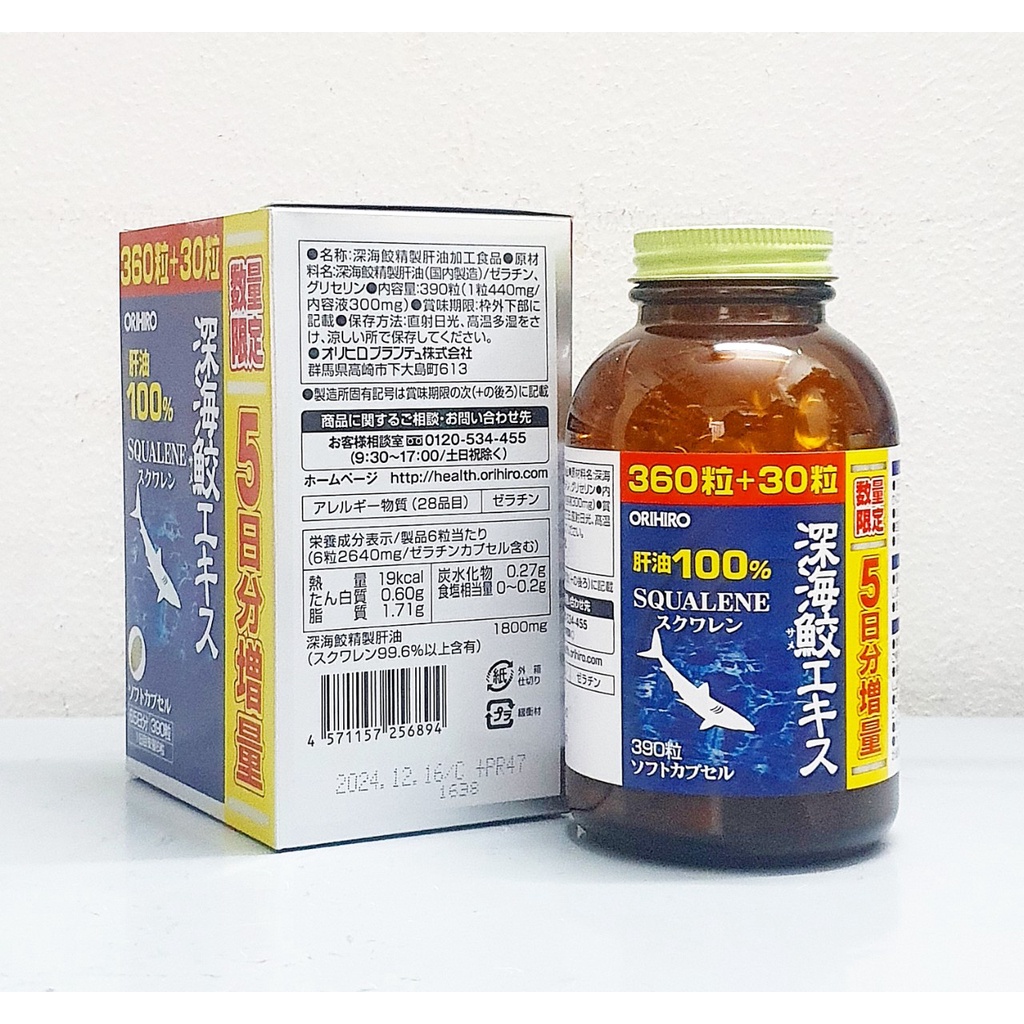 360粒+30粒
ORIHIRO
肝油
100%
SQUALENE
スクワレン
深海鮫エキス
ソフトカプセル
数量
限定
5日分増量
●名称:深海鮫精製肝油加工食品●原材
料名:深海鮫精製肝油(国内製造)/ゼラチン、
グリセリン●内容量:390粒(1粒440mg/
内容液300mg)●賞味期限:枠外下部に
記載●保存方法:直射日光、高温多湿をさ
け、涼しい所で保存してください。
●オリヒロプランデュ株式会社
群馬県高崎市下大島町613
●製造所固有記号は賞味期限の次(+の後ろ)に記載
商品に関するご相談・お問い合わせ先
お客様相談室 0120-534-455
(9:30~17:00/土日祝除く)
ホームページ http://health.orihiro.com
アレルギー物質(28品目) ゼラチン
栄養成分表示/製品6粒当たり
(6粒2640mg/ゼラチンカプセル含む)
熱量 19kcal 炭水化物 0.27g
たん白質 0.60g 食塩相当量 0~0.2g
脂質 1.71g
深海鮫精製肝油 1800mg
(スクワレン99.6%以上含有)
紙 外箱
仕切り
プラ 緩衝材
4 571157 256894
2024.12.16/C +PR47
1638
360粒+30粒
ORIHIRO
肝油100%
SQUALENE
スクワレン
深海鮫エキス
サメ
390粒
ソフトカプセル
数量
限定
5日分増量
ゼラチン